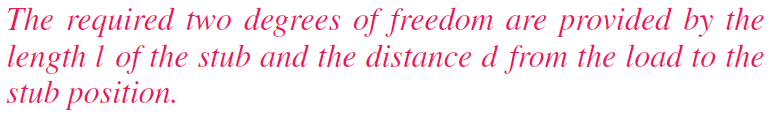 The required two degrees of freedom are provided by the
length l of the stub and the distance d from the load to the
stub position.